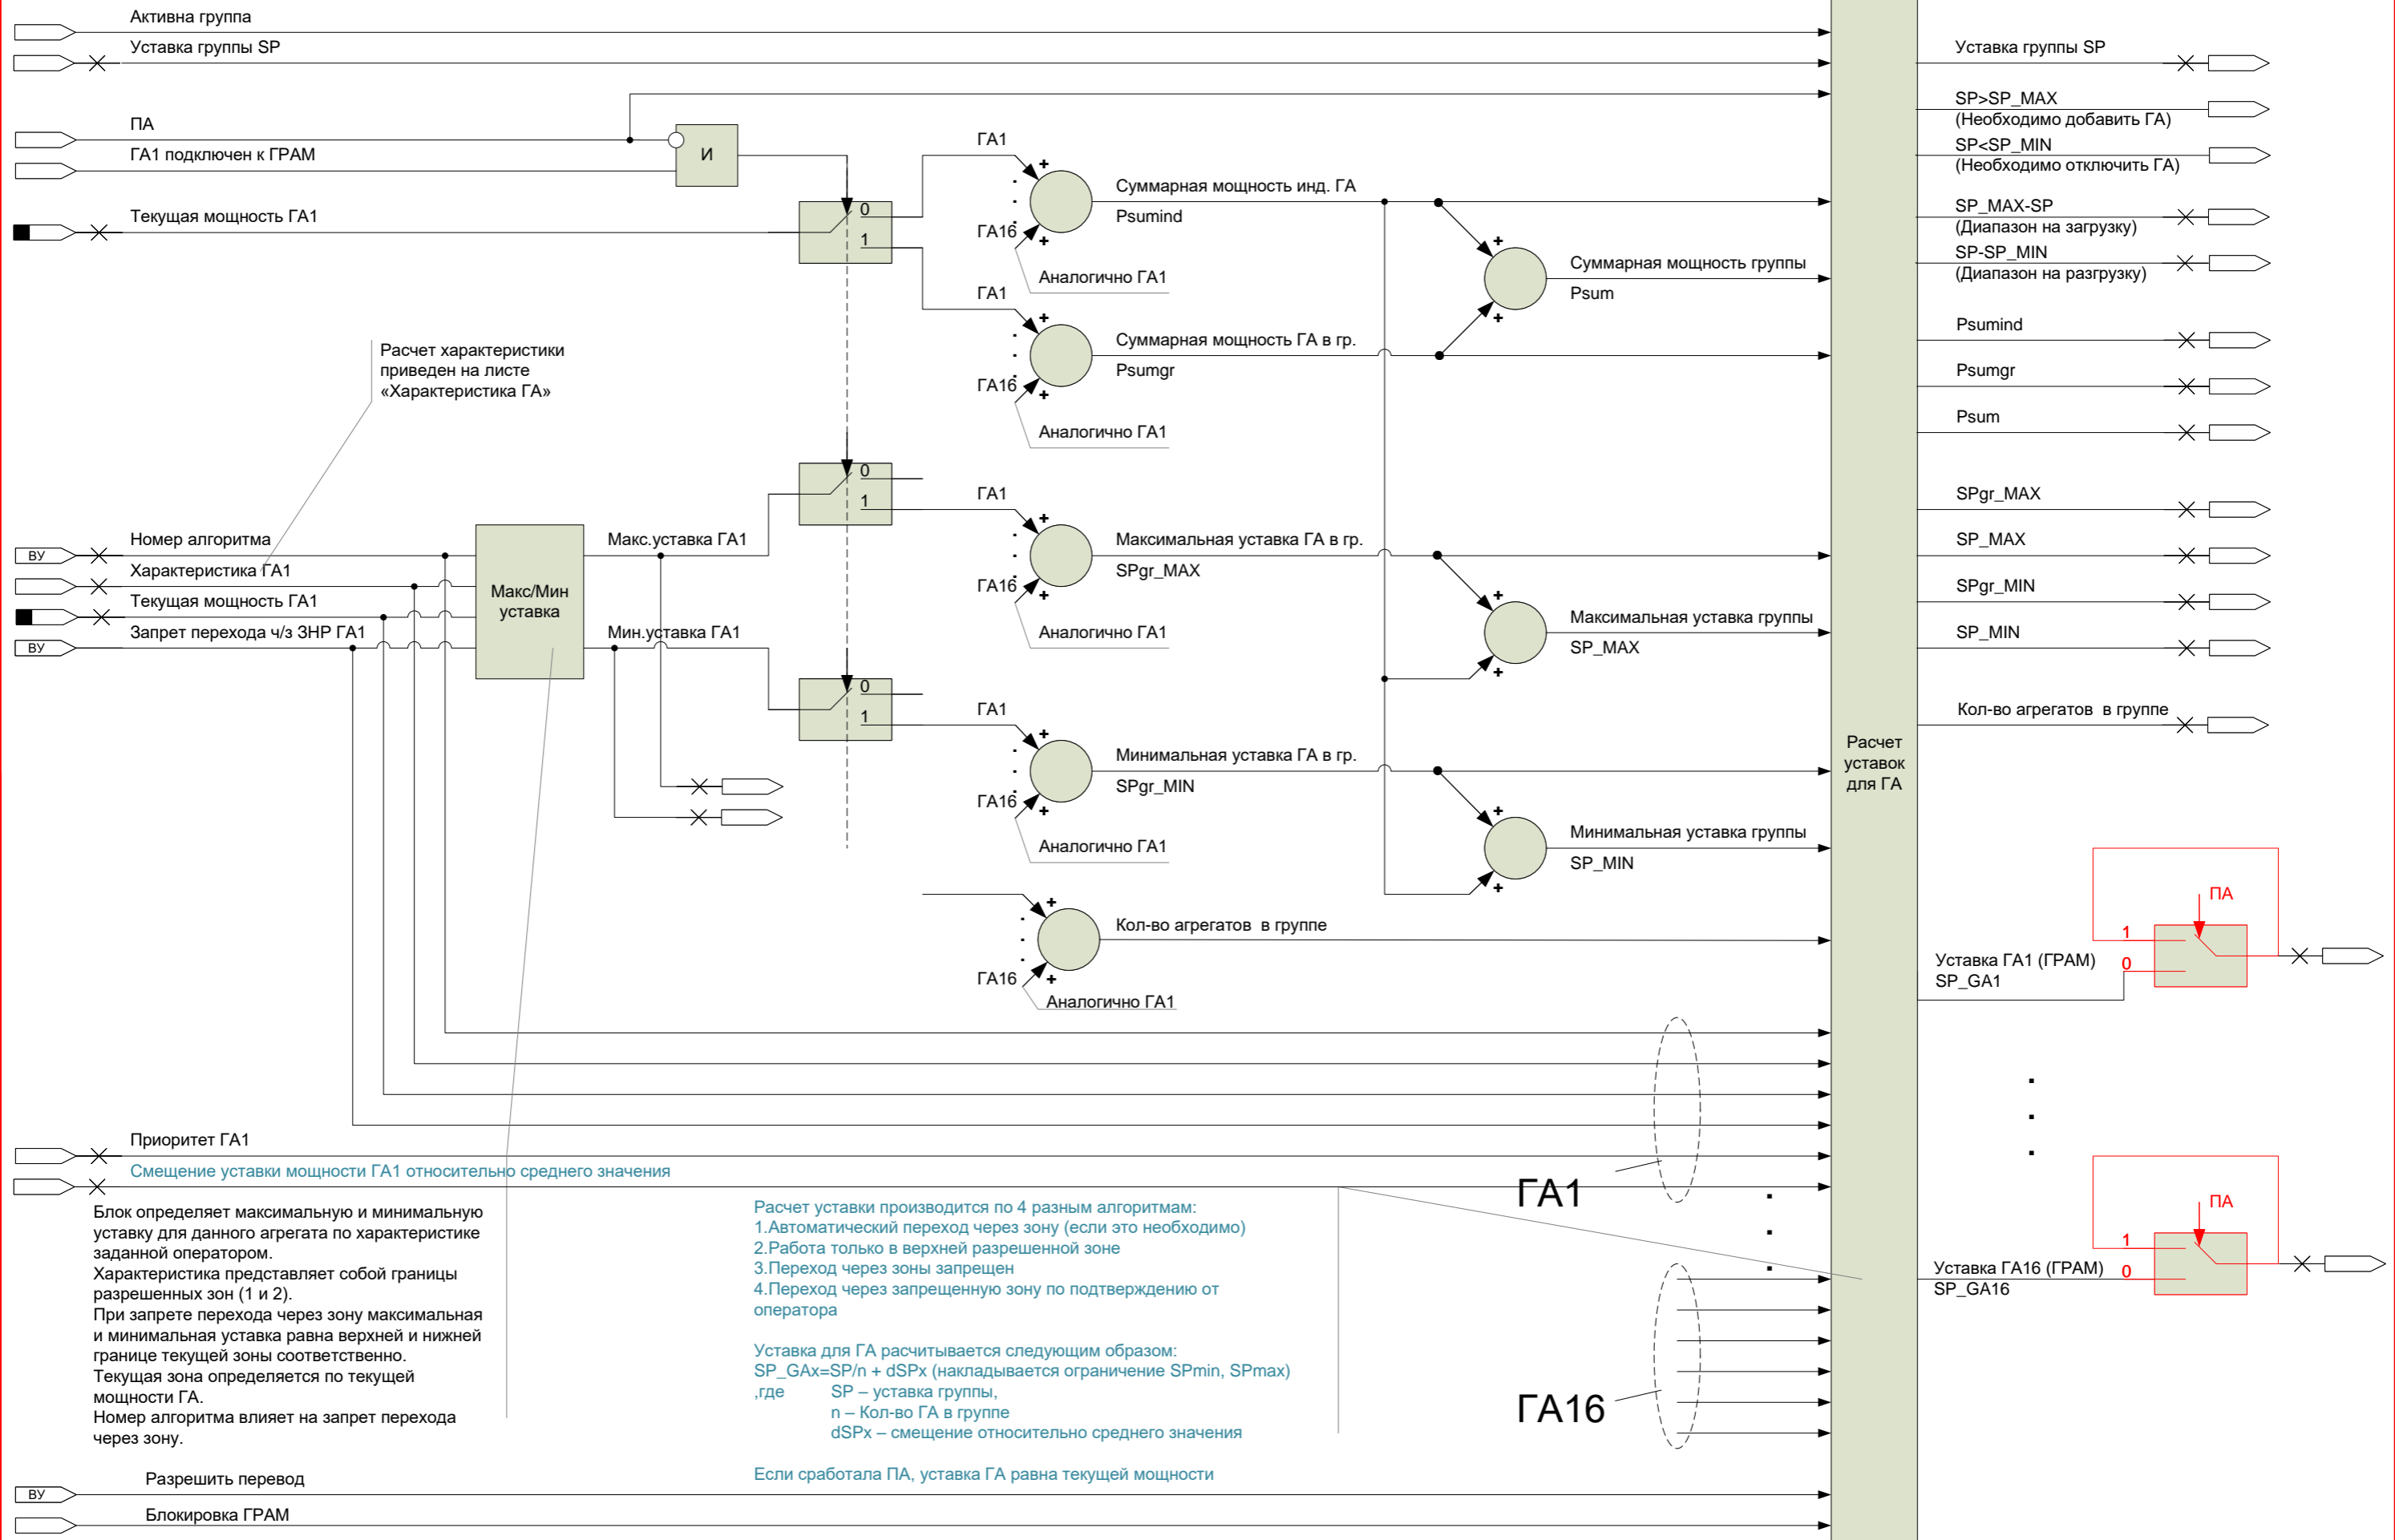 Активна группа
Уставка группы SP
ПА
ГА1 подключен к ГРАМ
И
Текущая мощность ГА1
0
1
ГА1
ГА16
Аналогично ГА1
Суммарная мощность инд. ГА
Psumind
ГА1
ГА16
Аналогично ГА1
Суммарная мощность ГА в гр.
Psumgr
Суммарная мощность группы
Psum
Расчет характеристики
приведен на листе
«Характеристика ГА»
ВУ
Номер алгоритма
Характеристика ГА1
Текущая мощность ГА1
ВУ
Запрет перехода ч/з ЗНР ГА1
Макс/Мин
уставка
Макс.уставка ГА1
Мин.уставка ГА1
0
1
ГА1
ГА16
Аналогично ГА1
Максимальная уставка ГА в гр.
SPgr_MAX
Максимальная уставка группы
SP_MAX
0
1
ГА1
ГА16
Аналогично ГА1
Минимальная уставка ГА в гр.
SPgr_MIN
Минимальная уставка группы
SP_MIN
ГА16
Аналогично ГА1
Кол-во агрегатов в группе
Приоритет ГА1
Смещение уставки мощности ГА1 относительно среднего значения
Блок определяет максимальную и минимальную
уставку для данного агрегата по характеристике
заданной оператором.
Характеристика представляет собой границы
разрешенных зон (1 и 2).
При запрете перехода через зону максимальная
и минимальная уставка равна верхней и нижней
границе текущей зоны соответственно.
Текущая зона определяется по текущей
мощности ГА.
Номер алгоритма влияет на запрет перехода
через зону.
Расчет уставки производится по 4 разным алгоритмам:
1.Автоматический переход через зону (если это необходимо)
2.Работа только в верхней разрешенной зоне
3.Переход через зоны запрещен
4.Переход через запрещенную зону по подтверждению от
оператора
Уставка для ГА расчитывается следующим образом:
SP_GAx=SP/n + dSPx (накладывается ограничение SPmin, SPmax)
,где SP – уставка группы,
n – Кол-во ГА в группе
dSPx – смещение относительно среднего значения
Если сработала ПА, уставка ГА равна текущей мощности
ГА1
ГА16
ВУ
Разрешить перевод
Блокировка ГРАМ
Расчет
уставок
для ГА
Уставка группы SP
SP>SP_MAX
(Необходимо добавить ГА)
SP<SP_MIN
(Необходимо отключить ГА)
SP_MAX-SP
(Диапазон на загрузку)
SP-SP_MIN
(Диапазон на разгрузку)
Psumind
Psumgr
Psum
SPgr_MAX
SP_MAX
SPgr_MIN
SP_MIN
Кол-во агрегатов в группе
ПА
1
0
Уставка ГА1 (ГРАМ)
SP_GA1
ПА
1
0
Уставка ГА16 (ГРАМ)
SP_GA16